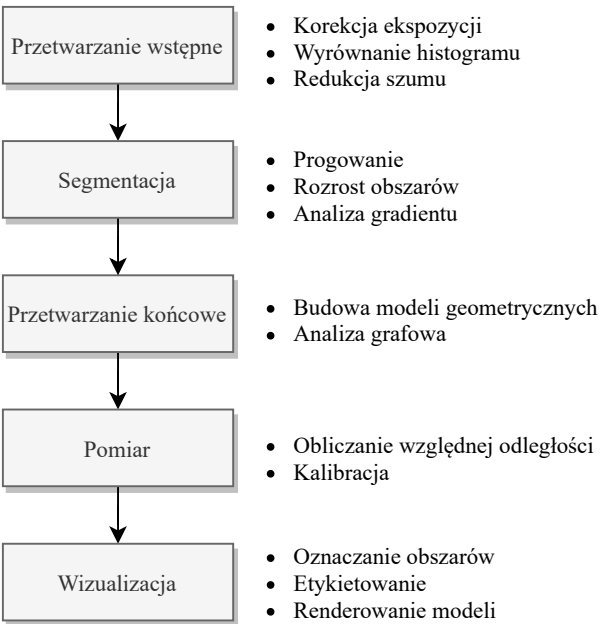 Przetwarzanie wstępne
• Korekcja ekspozycji
• Wyrównanie histogramu
• Redukcja szumu
Segmentacja
• Progowanie
• Rozrost obszarów
• Analiza gradientu
Przetwarzanie końcowe
• Budowa modeli geometrycznych
• Analiza grafowa
Pomiar
• Obliczanie względnej odległości
• Kalibracja
Wizualizacja
• Oznaczanie obszarów
• Etykietowanie
• Renderowanie modeli